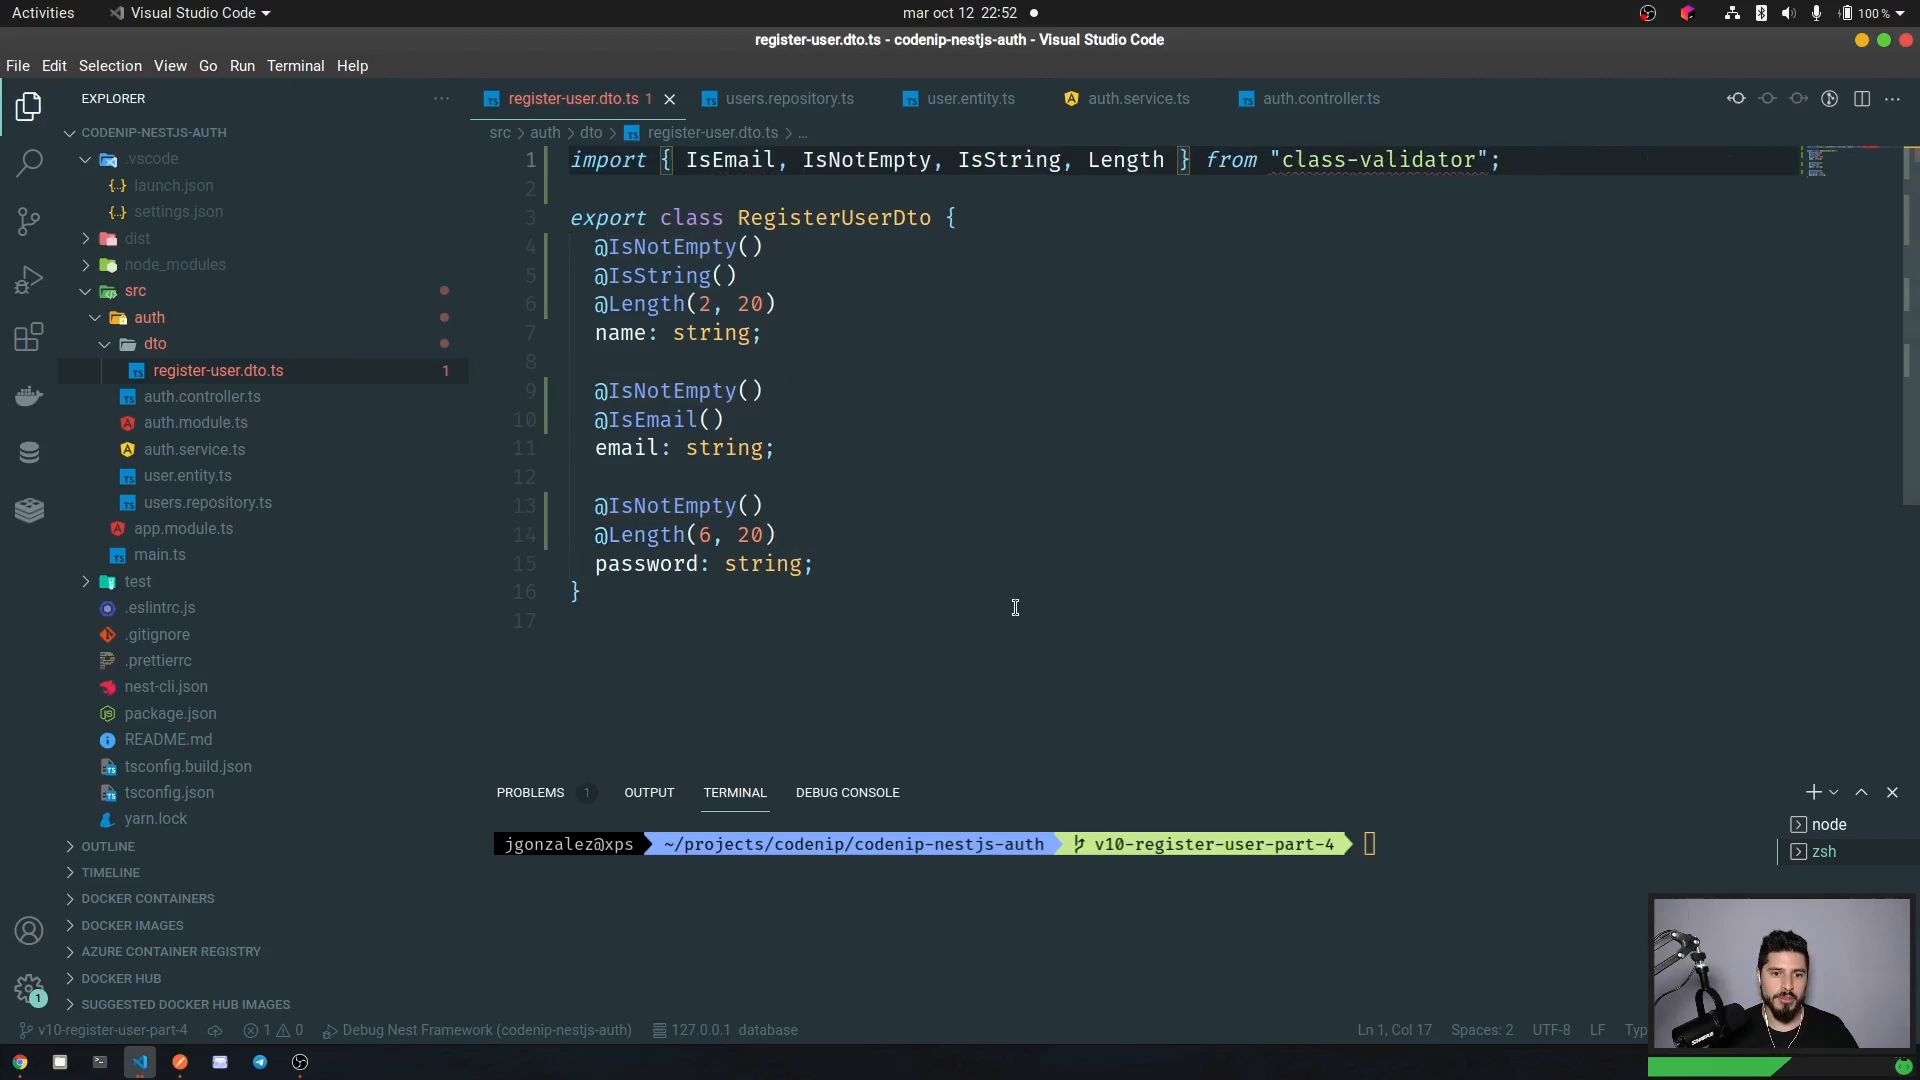 Activities
Visual Studio Code
mar oct 12 22:52
100 %
register-user.dto.ts - codenip-nestjs-auth - Visual Studio Code
File Edit Selection View Go Run Terminal Help
EXPLORER
CODENIP-NESTJS-AUTH
.vscode
launch.json
settings.json
dist
node_modules
src
auth
dto
register-user.dto.ts 1
auth.controller.ts
auth.module.ts
auth.service.ts
user.entity.ts
users.repository.ts
app.module.ts
main.ts
test
.eslintrc.js
.gitignore
.prettierrc
nest-cli.json
package.json
README.md
tsconfig.build.json
tsconfig.json
yarn.lock
OUTLINE
TIMELINE
DOCKER CONTAINERS
DOCKER IMAGES
AZURE CONTAINER REGISTRY
DOCKER HUB
SUGGESTED DOCKER HUB IMAGES
1
register-user.dto.ts 1 users.repository.ts user.entity.ts auth.service.ts auth.controller.ts
src > auth > dto > register-user.dto.ts > ...
1 import { IsEmail, IsNotEmpty, IsString, Length } from "class-validator";
2
3 export class RegisterUserDto {
4 @IsNotEmpty()
5 @IsString()
6 @Length(2, 20)
7 name: string;
8
9 @IsNotEmpty()
10 @IsEmail()
11 email: string;
12
13 @IsNotEmpty()
14 @Length(6, 20)
15 password: string;
16 }
17
PROBLEMS 1 OUTPUT TERMINAL DEBUG CONSOLE
jgonzalez@xps ~/projects/codenip/codenip-nestjs-auth v10-register-user-part-4
node
zsh
v10-register-user-part-4 1 0 Debug Nest Framework (codenip-nestjs-auth) 127.0.0.1 database Ln 1, Col 17 Spaces: 2 UTF-8 LF Typ